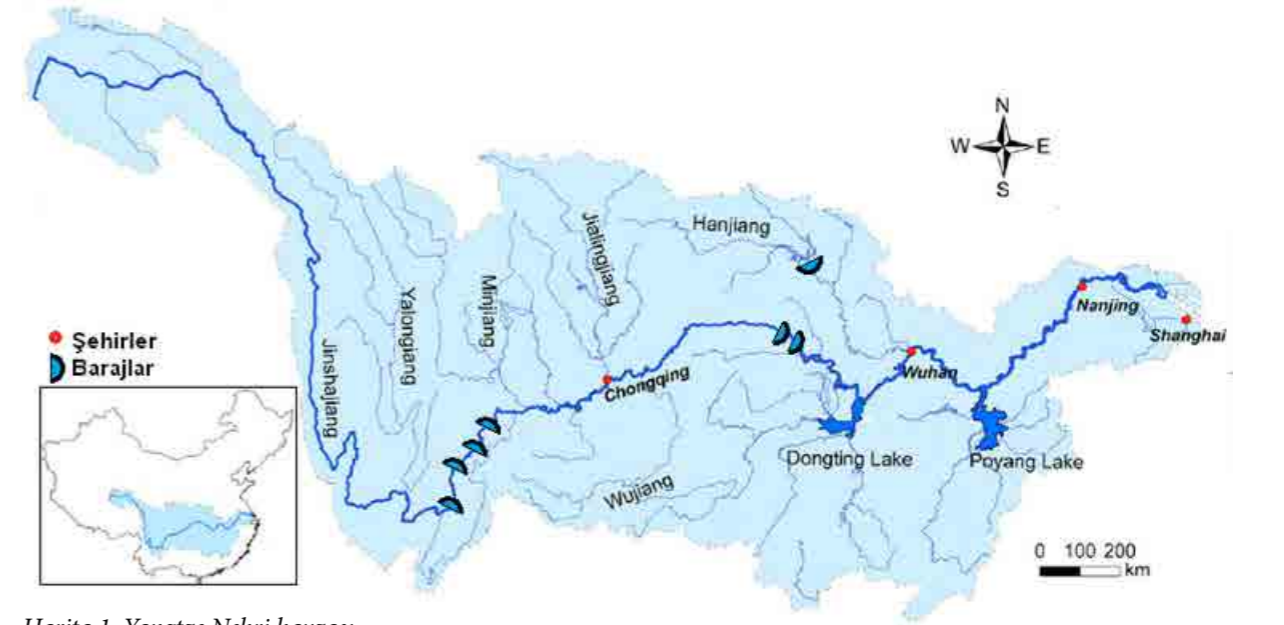 N
W E
S
Hanjiang
Jialingjiang
Minjiang
Yalongjiang
Jinshajiang
Nanjing
Shanghai
Şehirler
Barajlar
Wuhan
Chongqing
Dongting Lake
Poyang Lake
Wujiang
0 100 200
km